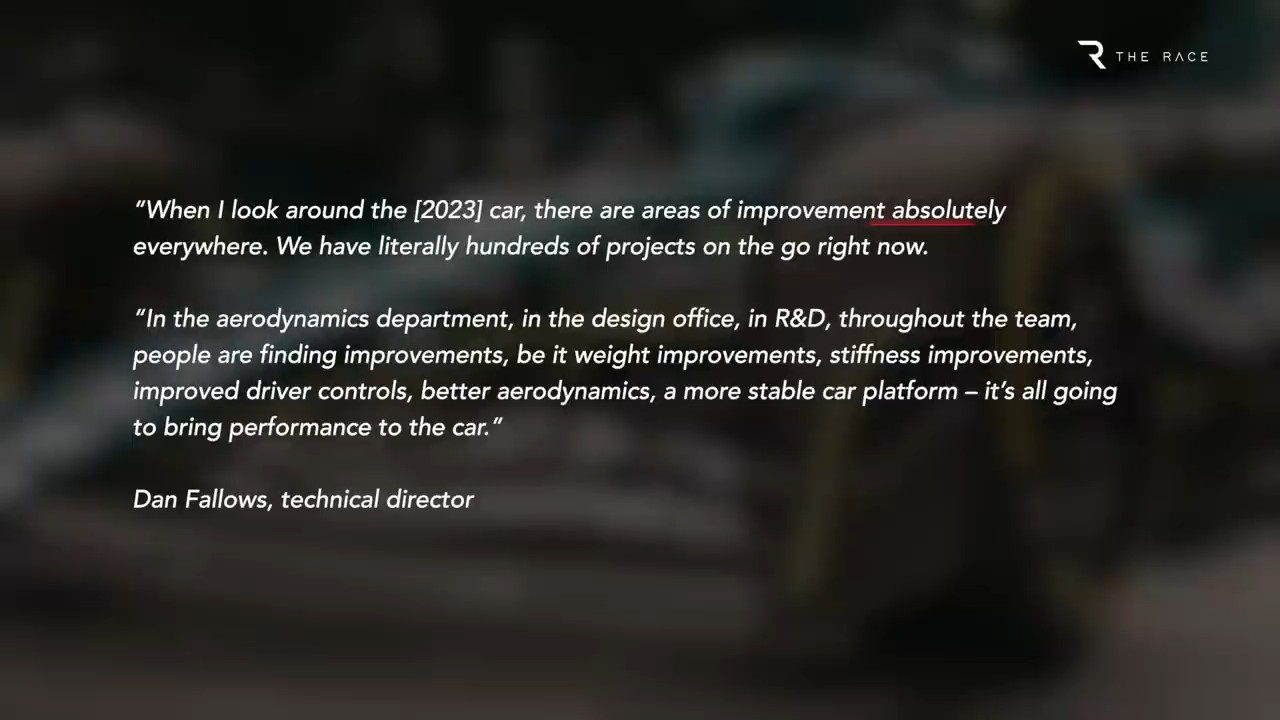 THE RACE
“When I look around the [2023] car, there are areas of improvement absolutely
everywhere. We have literally hundreds of projects on the go right now.
“In the aerodynamics department, in the design office, in R&D, throughout the team,
people are finding improvements, be it weight improvements, stiffness improvements,
improved driver controls, better aerodynamics, a more stable car platform – it’s all going
to bring performance to the car.”
Dan Fallows, technical director